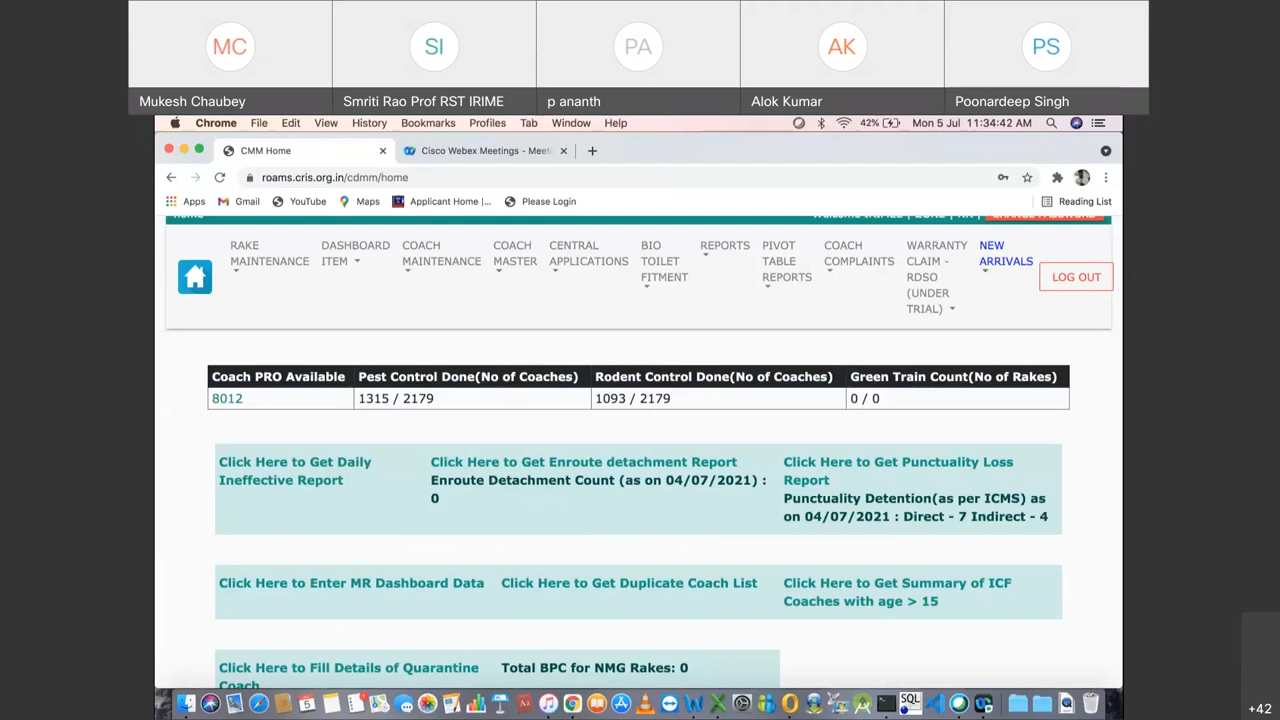 MC
SI
PA
AK
PS
Mukesh Chaubey
Smriti Rao Prof RST IRIME
p ananth
Alok Kumar
Poonardeep Singh
Chrome File Edit View History Bookmarks Profiles Tab Window Help
42% Mon 5 Jul 11:34:42 AM
CMM Home
Cisco Webex Meetings - Meet
roams.cris.org.in/cdmm/home
Apps Gmail YouTube Maps Applicant Home |... Please Login Reading List
RAKE MAINTENANCE
DASHBOARD ITEM
COACH MAINTENANCE
COACH MASTER
CENTRAL APPLICATIONS
BIO TOILET FITMENT
REPORTS
PIVOT TABLE REPORTS
COACH COMPLAINTS
WARRANTY CLAIM - RDSO (UNDER TRIAL)
NEW ARRIVALS
LOG OUT
Coach PRO Available Pest Control Done(No of Coaches) Rodent Control Done(No of Coaches) Green Train Count(No of Rakes)
8012 1315 / 2179 1093 / 2179 0 / 0
Click Here to Get Daily
Ineffective Report
Click Here to Get Enroute detachment Report
Enroute Detachment Count (as on 04/07/2021) :
0
Click Here to Get Punctuality Loss
Report
Punctuality Detention(as per ICMS) as
on 04/07/2021 : Direct - 7 Indirect - 4
Click Here to Enter MR Dashboard Data
Click Here to Get Duplicate Coach List
Click Here to Get Summary of ICF
Coaches with age > 15
Click Here to Fill Details of Quarantine
Coach
Total BPC for NMG Rakes: 0
SQL
+42